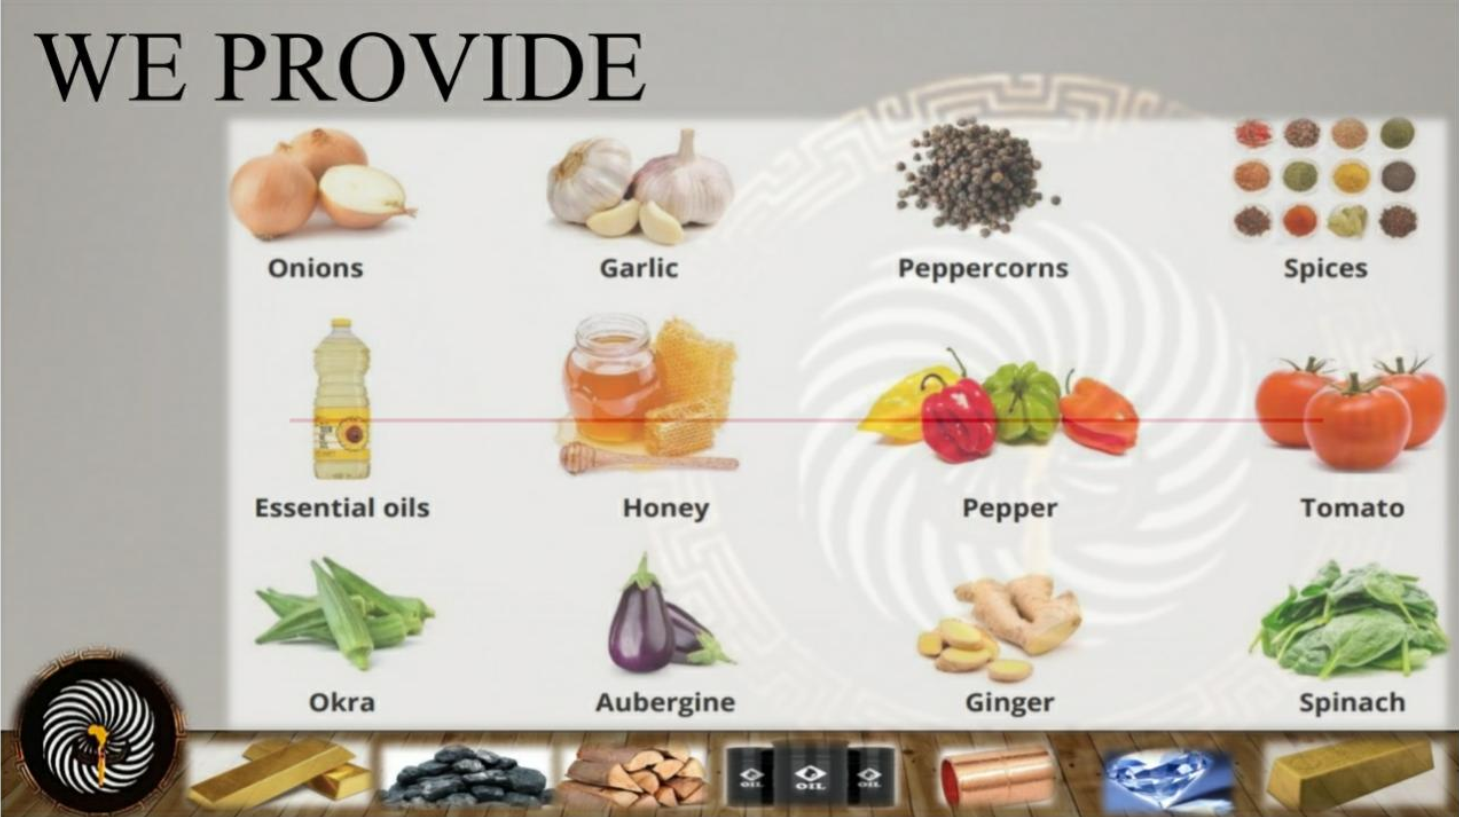 WE PROVIDE
Onions Garlic Peppercorns Spices
Essential oils Honey Pepper Tomato
Okra Aubergine Ginger Spinach
OIL OIL OIL